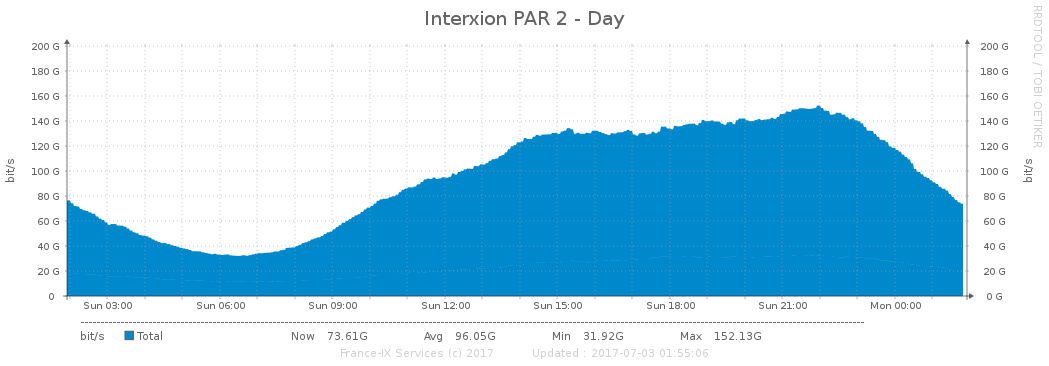 Interxion PAR 2 - Day
RRDTOOL / TOBI OETIKER
200 G 200 G
180 G 180 G
160 G 160 G
140 G 140 G
120 G 120 G
100 G 100 G
80 G 80 G
60 G 60 G
40 G 40 G
20 G 20 G
0 0 G
bit/s bit/s
Sun 03:00 Sun 06:00 Sun 09:00 Sun 12:00 Sun 15:00 Sun 18:00 Sun 21:00 Mon 00:00
bit/s Total Now 73.61G Avg 96.05G Min 31.92G Max 152.13G
France-IX Services (c) 2017 Updated : 2017-07-03 01:55:06